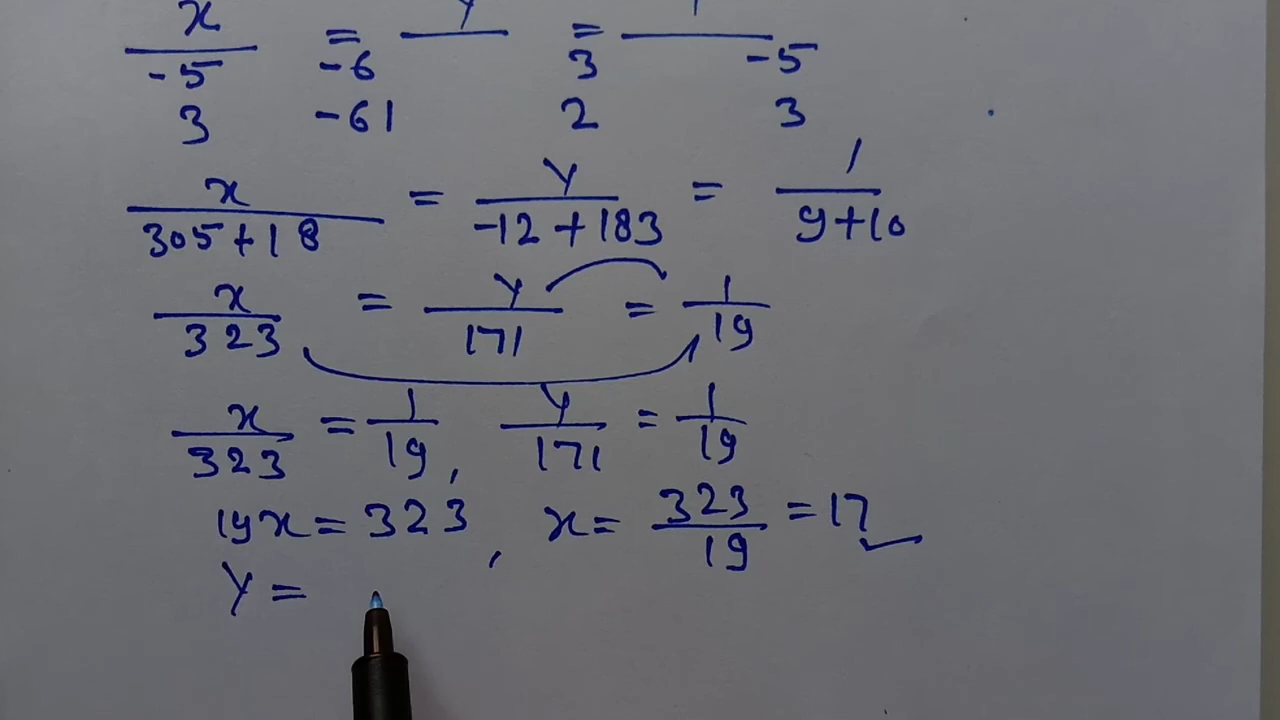 x = y = 1
-5 -6 3 -5
3 -61 2 3
x/305+18 = y/-12+183 = 1/9+10
x/323 = y/171 = 1/19
x/323 = 1/19, y/171 = 1/19
19x = 323, x = 323/19 = 17
y =